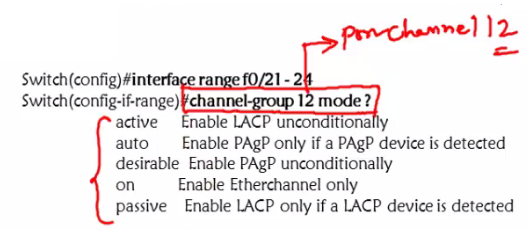 port-channel 12
Switch(config)#interface range f0/21 - 24
Switch(config-if-range)#channel-group 12 mode ?
active Enable LACP unconditionally
auto Enable PAgP only if a PAgP device is detected
desirable Enable PAgP unconditionally
on Enable Etherchannel only
passive Enable LACP only if a LACP device is detected